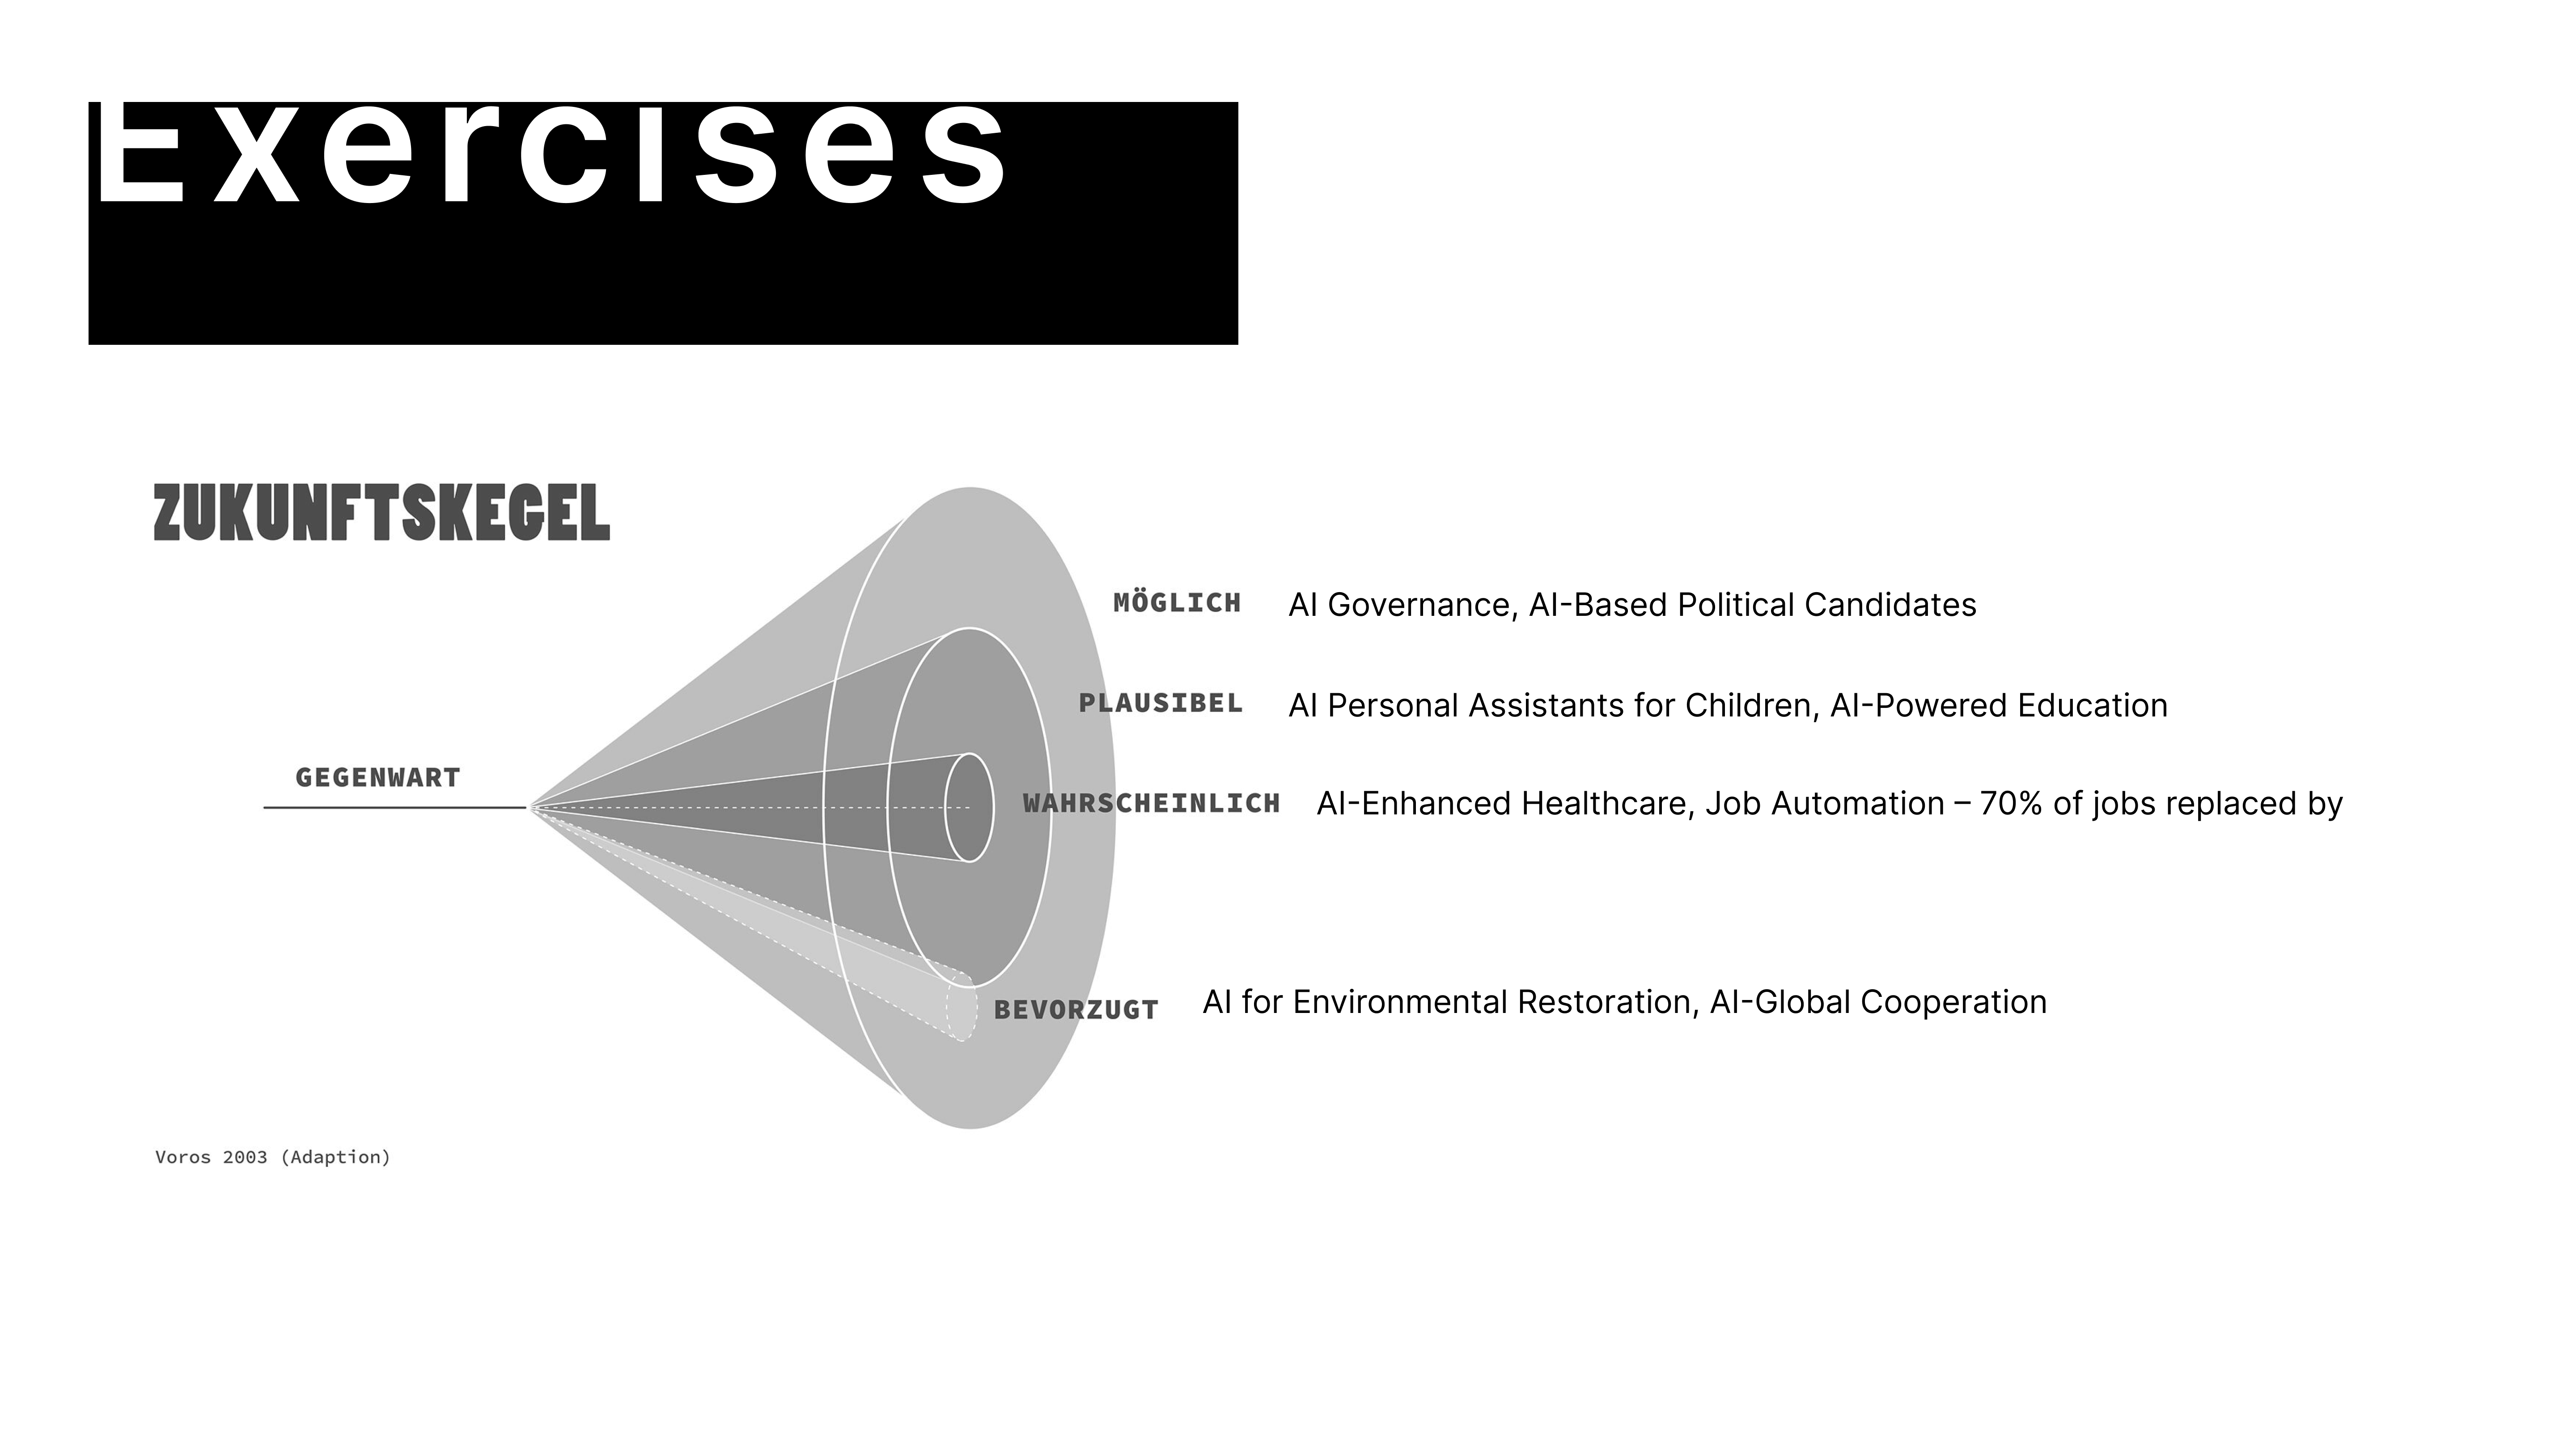 Exercises
ZUKUNFTSKEGEL
MÖGLICH AI Governance, AI-Based Political Candidates
PLAUSIBEL AI Personal Assistants for Children, AI-Powered Education
GEGENWART
WAHRSCHEINLICH AI-Enhanced Healthcare, Job Automation – 70% of jobs replaced by
BEVORZUGT AI for Environmental Restoration, AI-Global Cooperation
Voros 2003 (Adaption)